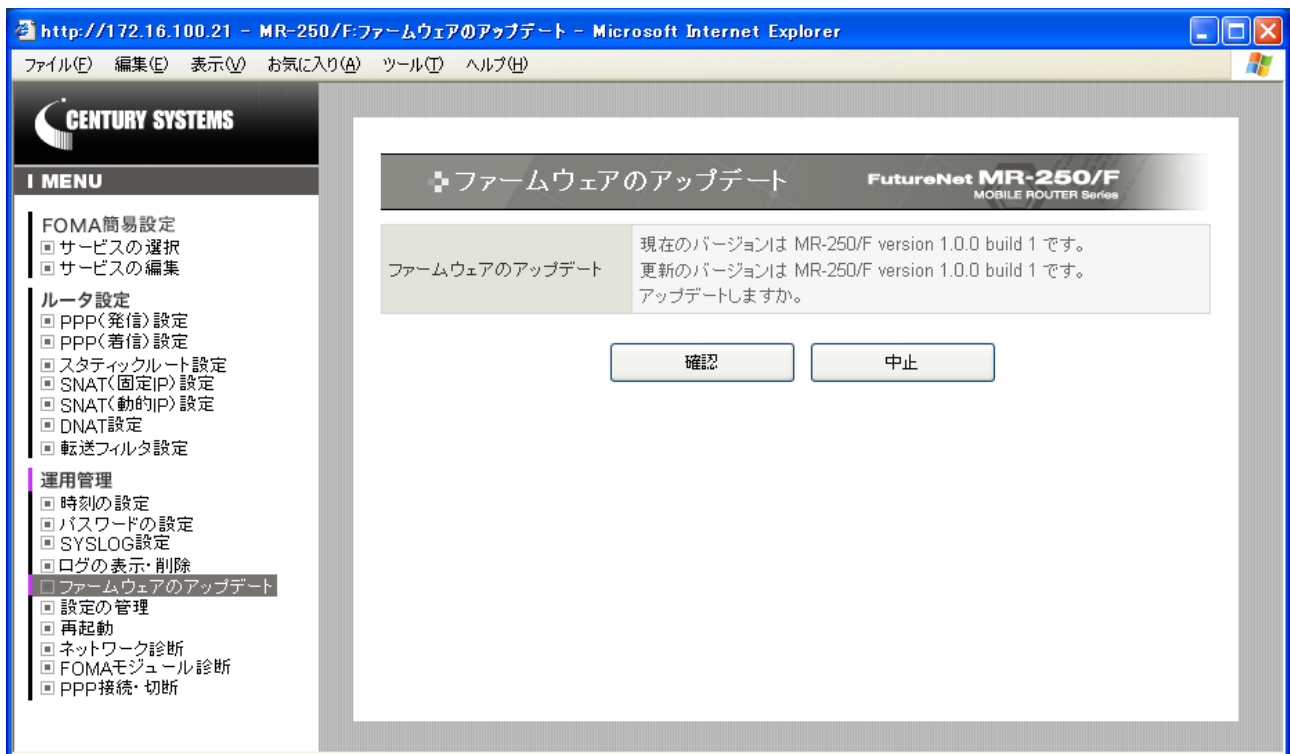 http://172.16.100.21 - MR-250/F:ファームウェアのアップデート - Microsoft Internet Explorer
ファイル(F) 編集(E) 表示(V) お気に入り(A) ツール(T) ヘルプ(H)
CENTURY SYSTEMS
MENU
FOMA簡易設定
サービスの選択
サービスの編集
ルータ設定
PPP(発信)設定
PPP(着信)設定
スタティックルート設定
SNAT(固定IP)設定
SNAT(動的IP)設定
DNAT設定
転送フィルタ設定
運用管理
時刻の設定
パスワードの設定
SYSLOG設定
ログの表示・削除
ファームウェアのアップデート
設定の管理
再起動
ネットワーク診断
FOMAモジュール診断
PPP接続・切断
ファームウェアのアップデート
FutureNet MR-250/F
MOBILE ROUTER Series
ファームウェアのアップデート
現在のバージョンは MR-250/F version 1.0.0 build 1 です。
更新のバージョンは MR-250/F version 1.0.0 build 1 です。
アップデートしますか。
確認
中止